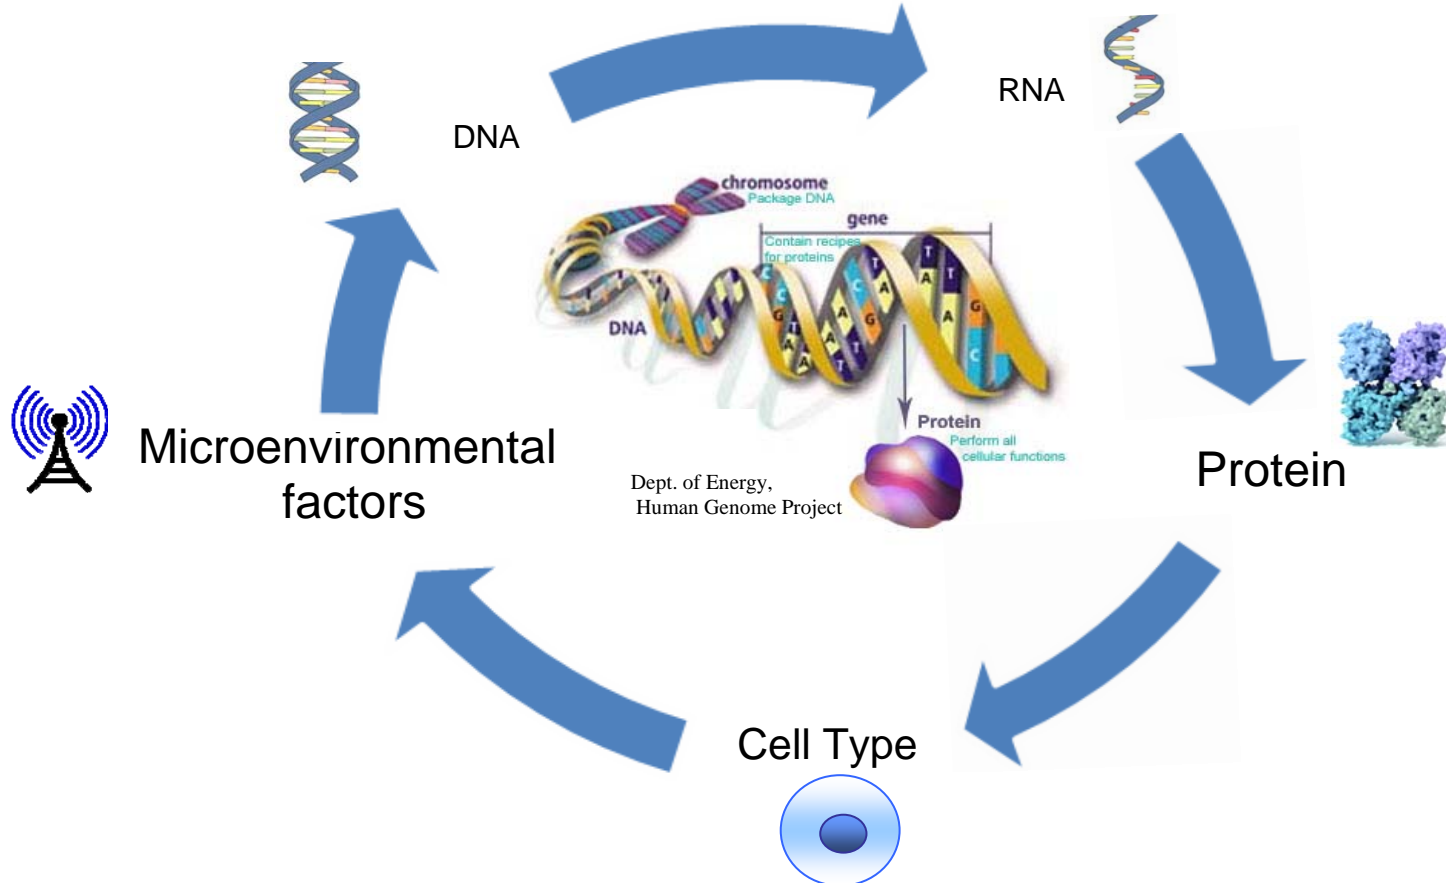 DNA
RNA
chromosome
Package DNA
gene
Contain recipes
for proteins
C
C
G
T
A
A
A
A
T
C
A
G
T
T
T
A
A
T
G
C
DNA
Protein
Perform all
cellular functions
Dept. of Energy,
Human Genome Project
Microenvironmental
factors
Protein
Cell Type